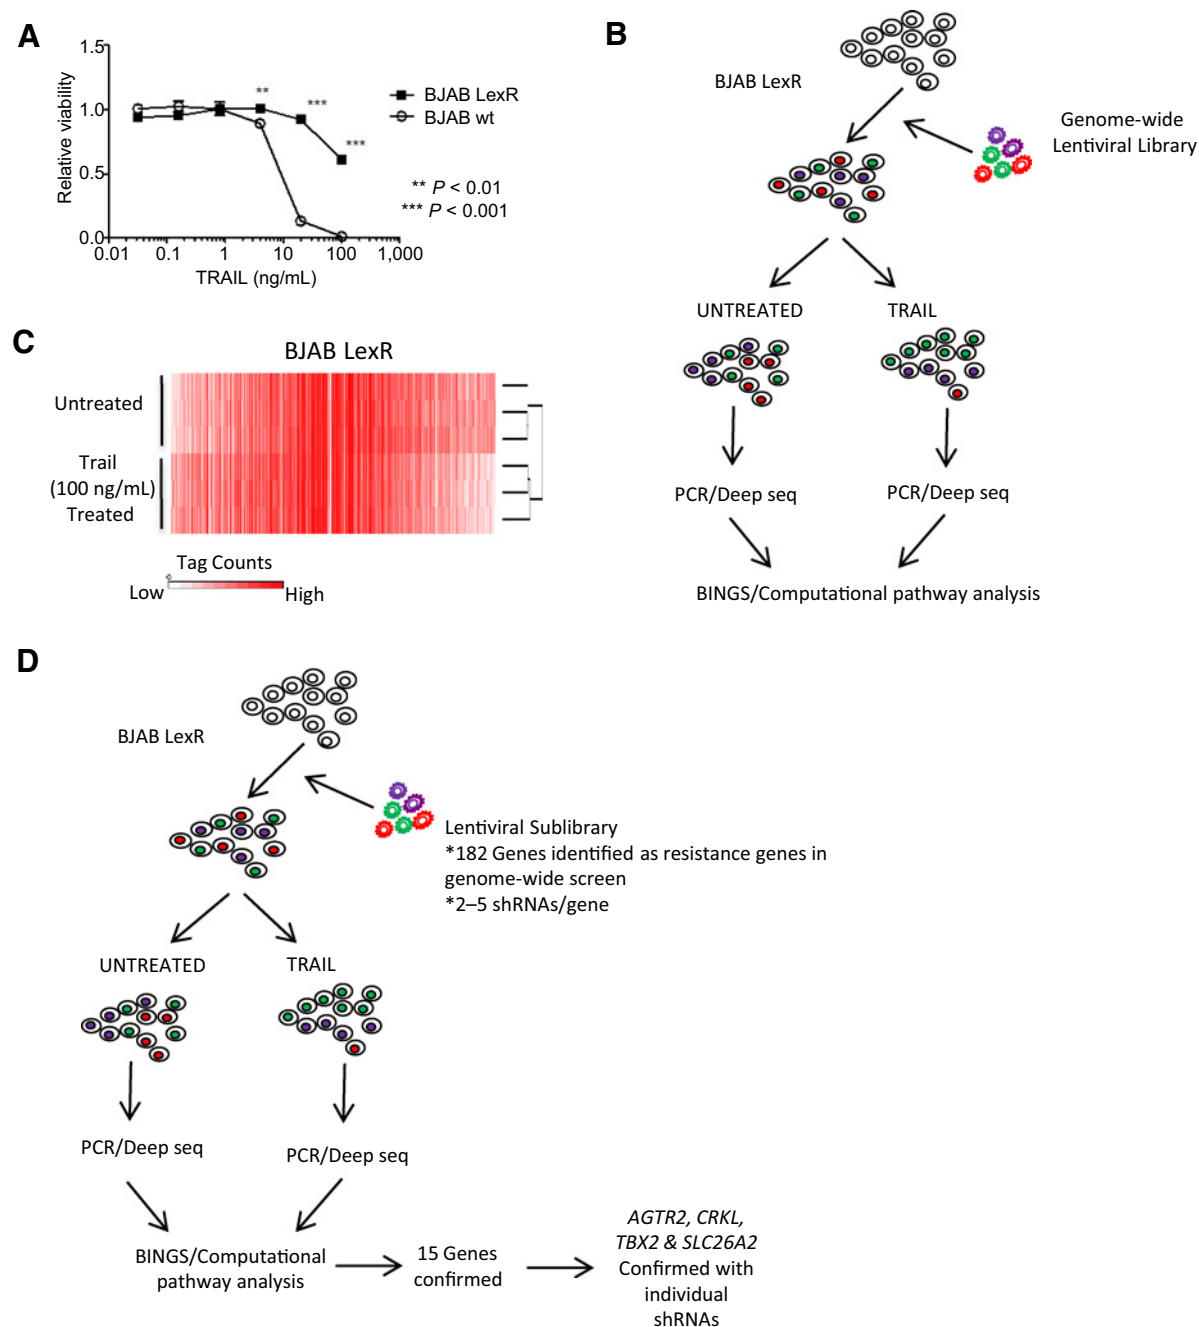 A
1.5
1.0
0.5
0.0
Relative viability
0.01
0.1
1
10
100
1,000
TRAIL (ng/mL)
**
***
***
BJAB LexR
BJAB wt
** P < 0.01
*** P < 0.001
B
BJAB LexR
Genome-wide
Lentiviral Library
UNTREATED
TRAIL
PCR/Deep seq
PCR/Deep seq
BINGS/Computational pathway analysis
C
BJAB LexR
Untreated
Trail
(100 ng/mL)
Treated
Tag Counts
Low
High
D
BJAB LexR
Lentiviral Sublibrary
*182 Genes identified as resistance genes in
genome-wide screen
*2–5 shRNAs/gene
UNTREATED
TRAIL
PCR/Deep seq
PCR/Deep seq
BINGS/Computational
pathway analysis
15 Genes
confirmed
AGTR2, CRKL,
TBX2 & SLC26A2
Confirmed with
individual
shRNAs